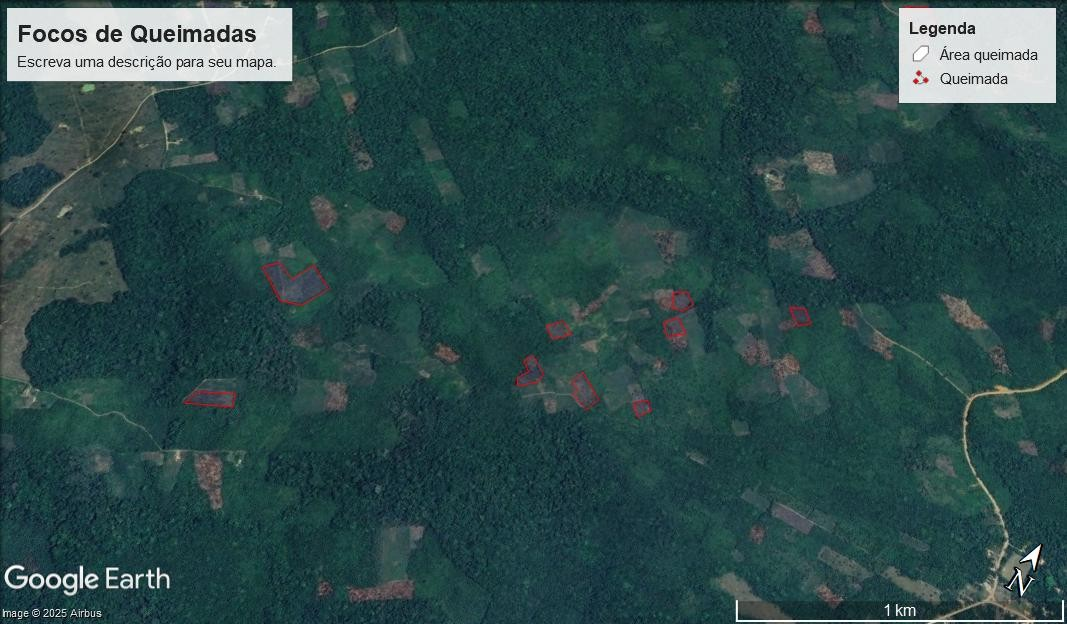 Focos de Queimadas
Escreva uma descrição para seu mapa.
Legenda
Área queimada
Queimada
Google Earth
Image © 2025 Airbus
1 km
N